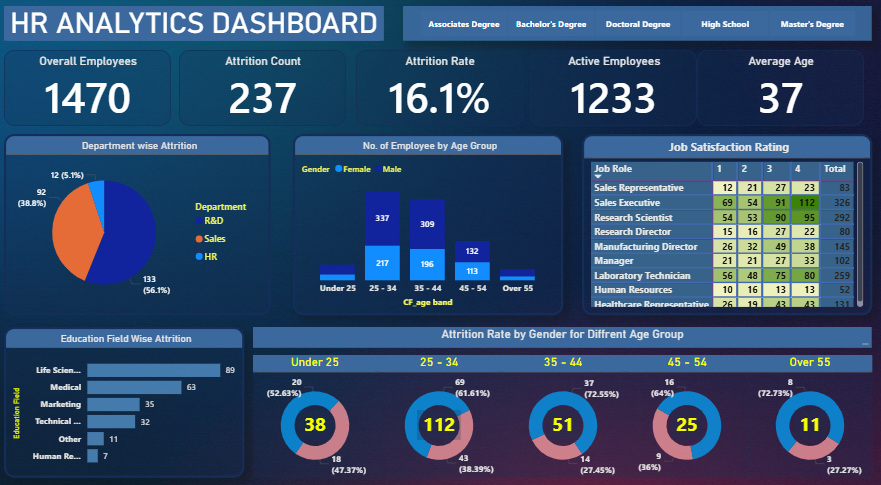 HR ANALYTICS DASHBOARD
Associates Degree Bachelor's Degree Doctoral Degree High School Master's Degree
Overall Employees
1470
Attrition Count
237
Attrition Rate
16.1%
Active Employees
1233
Average Age
37
Department wise Attrition
12 (5.1%)
92
(38.8%)
133
(56.1%)
Department
R&D
Sales
HR
No. of Employee by Age Group
Gender Female Male
337
217
309
196
132
113
Under 25 25 - 34 35 - 44 45 - 54 Over 55
CF_age band
Job Satisfaction Rating
Job Role 1 2 3 4 Total
Sales Representative 12 21 27 23 83
Sales Executive 69 54 91 112 326
Research Scientist 54 53 90 95 292
Research Director 15 16 27 22 80
Manufacturing Director 26 32 49 38 145
Manager 21 21 27 33 102
Laboratory Technician 56 48 75 80 259
Human Resources 10 16 13 13 52
Healthcare Representative 26 19 43 43 131
Education Field Wise Attrition
Education Field
Life Scien... 89
Medical 63
Marketing 35
Technical ... 32
Other 11
Human Re... 7
Attrition Rate by Gender for Diffrent Age Group
Under 25
20
(52.63%)
38
18
(47.37%)
25 - 34
69
(61.61%)
112
43
(38.39%)
35 - 44
37
(72.55%)
51
14
(27.45%)
45 - 54
16
(64%)
25
9
(36%)
Over 55
8
(72.73%)
11
3
(27.27%)